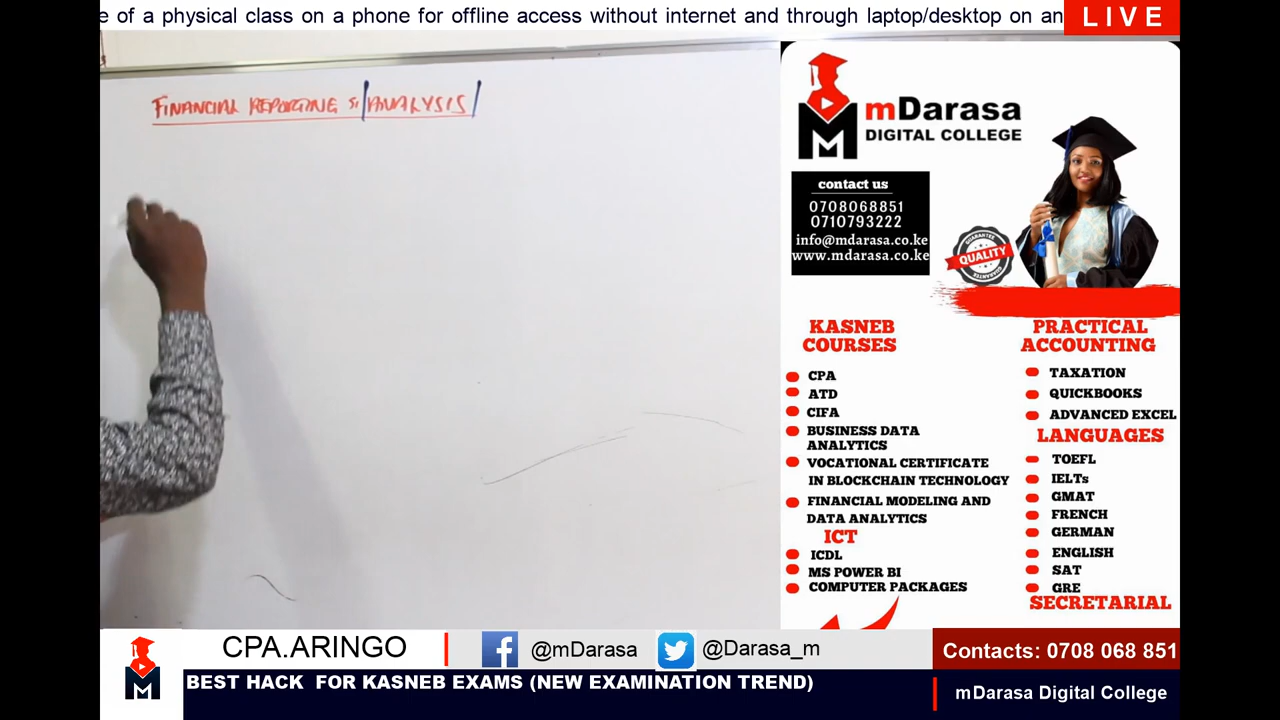 e of a physical class on a phone for offline access without internet and through laptop/desktop on an
LIVE
FINANCIAL REPORTING & ANALYSIS
mDarasa
DIGITAL COLLEGE
contact us
0708068851
0710793222
info@mdarasa.co.ke
www.mdarasa.co.ke
GUARANTEE
QUALITY
GUARANTEE
KASNEB
COURSES
CPA
ATD
CIFA
BUSINESS DATA
ANALYTICS
VOCATIONAL CERTIFICATE
IN BLOCKCHAIN TECHNOLOGY
FINANCIAL MODELING AND
DATA ANALYTICS
ICT
ICDL
MS POWER BI
COMPUTER PACKAGES
PRACTICAL
ACCOUNTING
TAXATION
QUICKBOOKS
ADVANCED EXCEL
LANGUAGES
TOEFL
IELTs
GMAT
FRENCH
GERMAN
ENGLISH
SAT
GRE
SECRETARIAL
CPA.ARINGO
@mDarasa
@Darasa_m
Contacts: 0708 068 851
BEST HACK FOR KASNEB EXAMS (NEW EXAMINATION TREND)
mDarasa Digital College